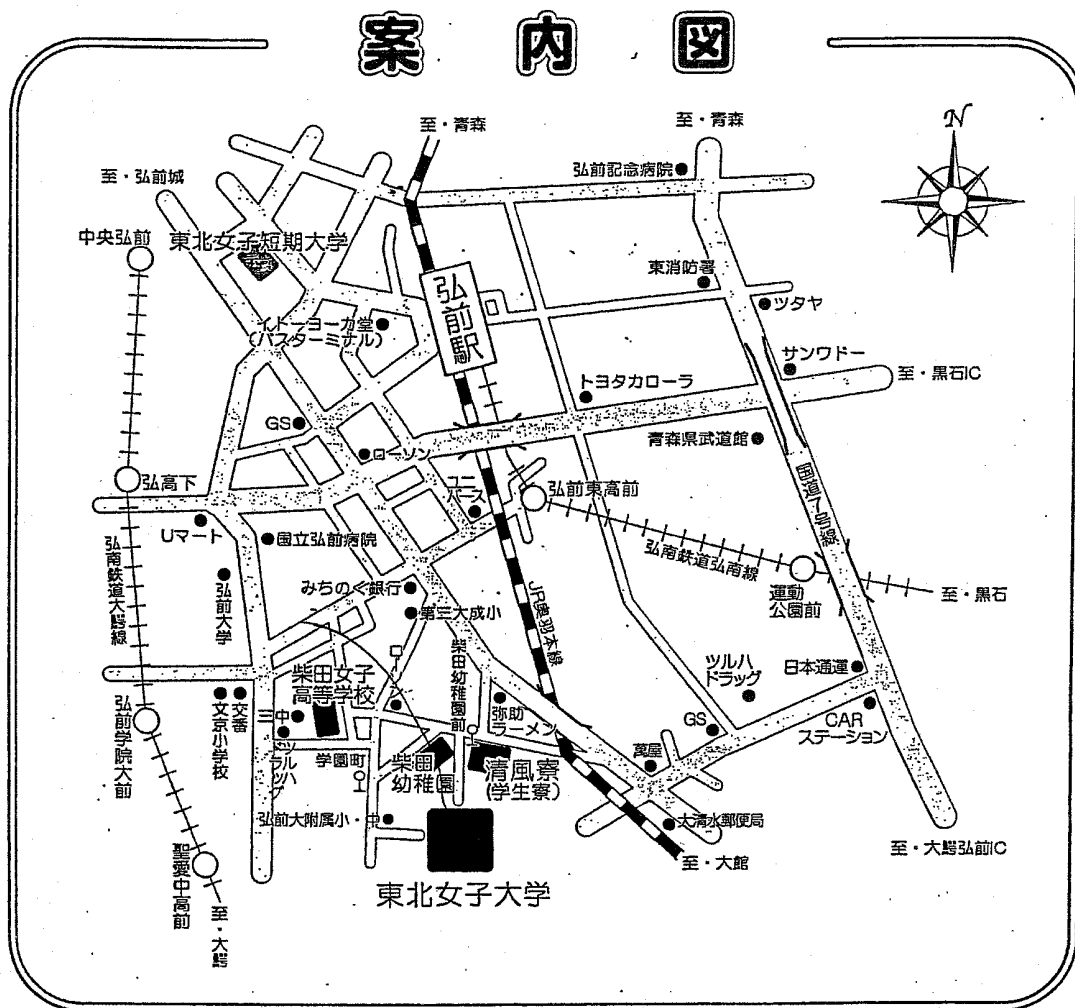 案内図
N
至・青森
至・青森
弘前記念病院
至・弘前城
中央弘前
東北女子短期大学
東消防署
ツタヤ
弘前駅
イトーヨーカ堂
(バスターミナル)
サンワドー
至・黒石IC
トヨタカローラ
GS
青森県武道館
ローソン
弘高下
ユニ
バース
弘前東高前
国道7号線
Uマート
国立弘前病院
弘南鉄道弘南線
弘南鉄道大鰐線
弘前大学
みちのく銀行
第三大成小
JR奥羽本線
運動
公園前
至・黒石
柴田女子
高等学校
柴田幼稚園前
ツルハ
ドラッグ
日本通運
弘前学院大前
文京小学校
交番
三中
弥助
ラーメン
GS
CAR
ステーション
ツルハ
ドラッグ
学園町
柴田
幼稚園
清風寮
(学生寮)
萬屋
弘前大附属小・中
大清水郵便局
聖愛中高前
至・大館
至・大鰐弘前IC
東北女子大学
至・大鰐